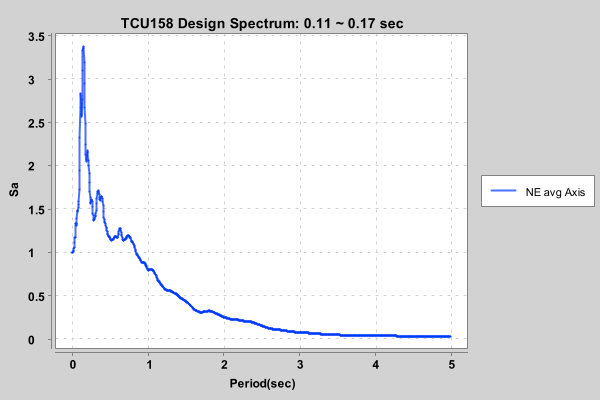 TCU158 Design Spectrum: 0.11 ~ 0.17 sec
3.5
3
2.5
2
1.5
1
0.5
0
Sa
NE avg Axis
0 1 2 3 4 5
Period(sec)